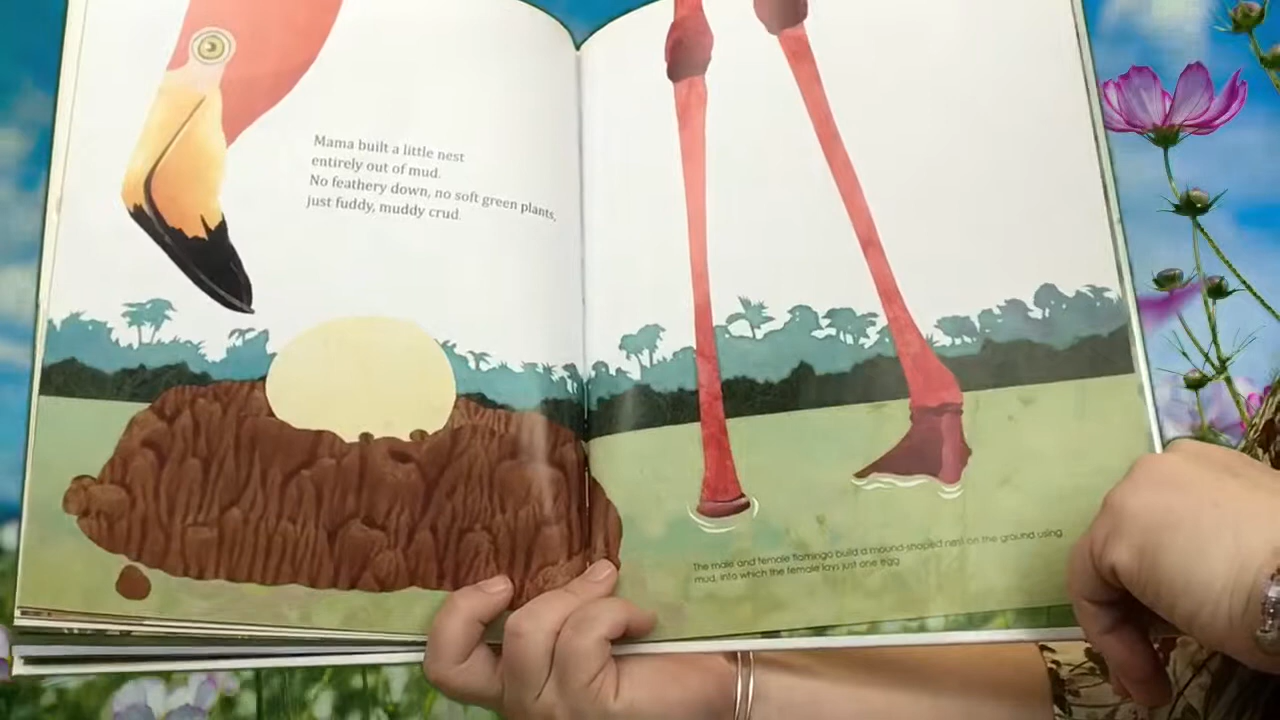 Mama built a little nest
entirely out of mud.
No feathery down, no soft green plants,
just fuddy, muddy crud.
The male and female flamingo build a mound-shaped nest on the ground using
mud, into which the female lays just one egg.